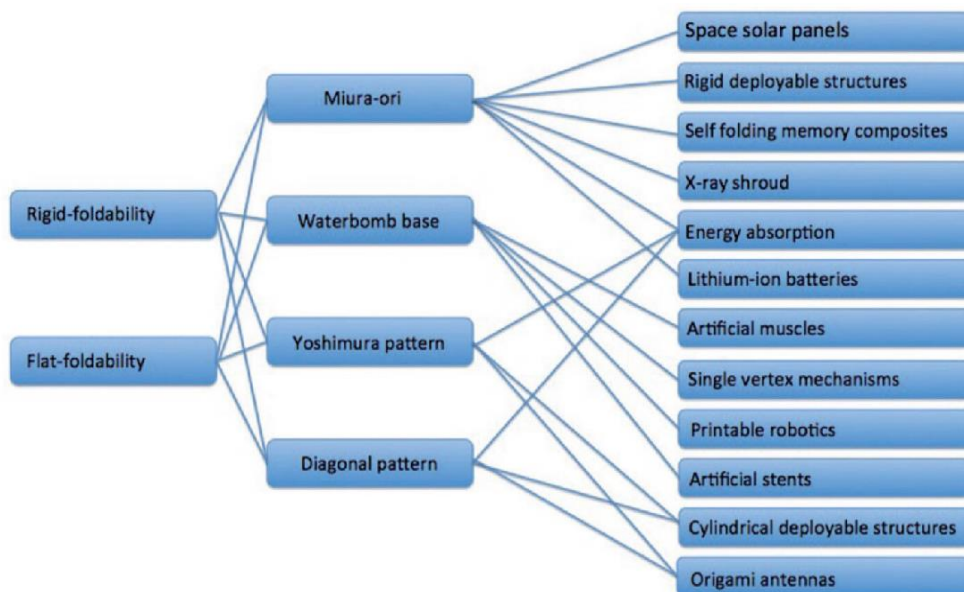 Rigid-foldability
Flat-foldability
Miura-ori
Waterbomb base
Yoshimura pattern
Diagonal pattern
Space solar panels
Rigid deployable structures
Self folding memory composites
X-ray shroud
Energy absorption
Lithium-ion batteries
Artificial muscles
Single vertex mechanisms
Printable robotics
Artificial stents
Cylindrical deployable structures
Origami antennas